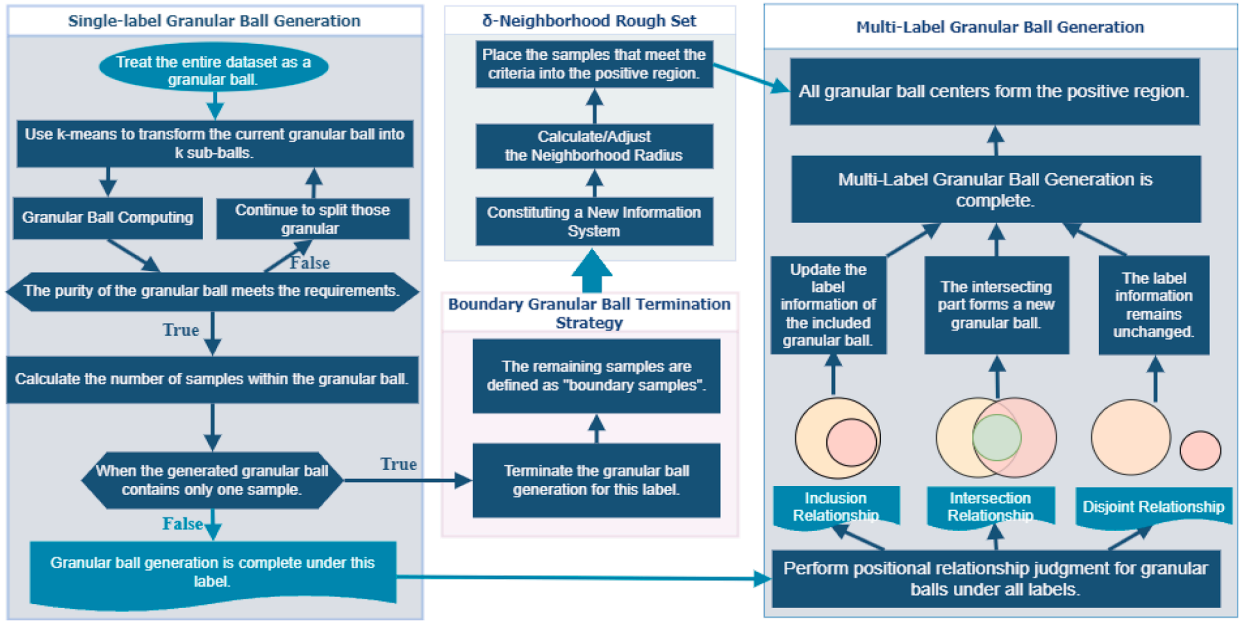 Single-label Granular Ball Generation
Treat the entire dataset as a
granular ball.
Use k-means to transform the current granular ball into
k sub-balls.
Granular Ball Computing
Continue to split those
granular
False
The purity of the granular ball meets the requirements.
True
Calculate the number of samples within the granular ball.
When the generated granular ball
contains only one sample.
True
False
Granular ball generation is complete under this
label.
δ-Neighborhood Rough Set
Place the samples that meet the
criteria into the positive region.
Calculate/Adjust
the Neighborhood Radius
Constituting a New Information
System
Boundary Granular Ball Termination
Strategy
The remaining samples are
defined as "boundary samples".
Terminate the granular ball
generation for this label.
Multi-Label Granular Ball Generation
All granular ball centers form the positive region.
Multi-Label Granular Ball Generation is
complete.
Update the
label
information of
the included
granular ball.
The intersecting
part forms a new
granular ball.
The label
information
remains
unchanged.
Inclusion
Relationship
Intersection
Relationship
Disjoint Relationship
Perform positional relationship judgment for granular
balls under all labels.